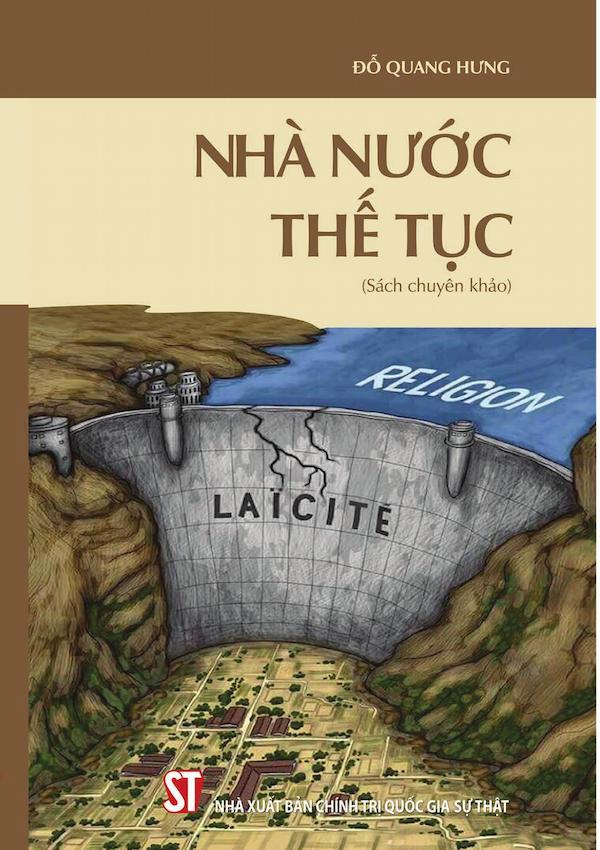 ĐỖ QUANG HƯNG
NHÀ NƯỚC
THẾ TỤC
(Sách chuyên khảo)
RELIGION
LAÏCITÉ
ST
NHÀ XUẤT BẢN CHÍNH TRỊ QUỐC GIA SỰ THẬT